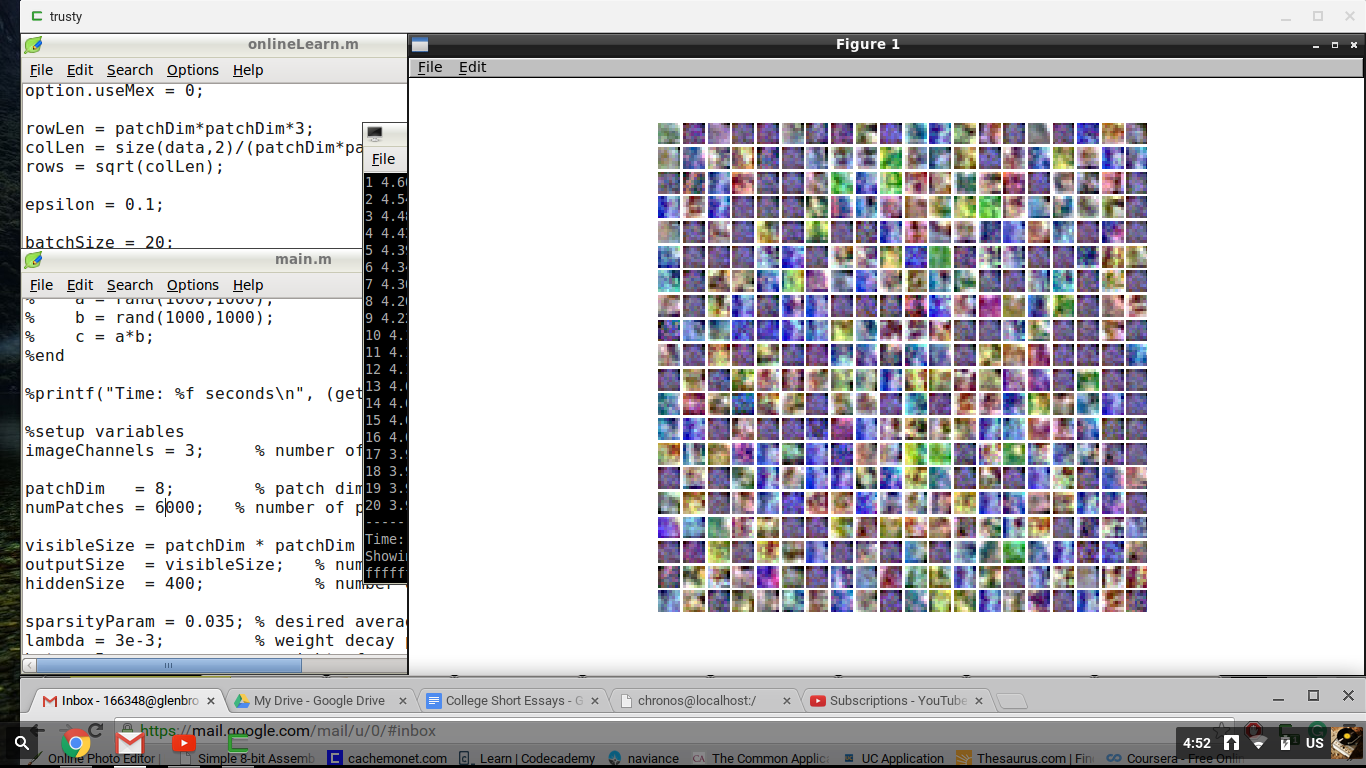 trusty
onlineLearn.m
File Edit Search Options Help
option.useMex = 0;
rowLen = patchDim*patchDim*3;
colLen = size(data,2)/(patchDim*pa
rows = sqrt(colLen);
epsilon = 0.1;
batchSize = 20;
main.m
File Edit Search Options Help
% a = rand(1000,1000);
% b = rand(1000,1000);
% c = a*b;
%end
%printf("Time: %f seconds\n", (get
%setup variables
imageChannels = 3; % number of
patchDim = 8; % patch dim
numPatches = 6000; % number of p
visibleSize = patchDim * patchDim
outputSize = visibleSize; % num
hiddenSize = 400; % number
sparsityParam = 0.035; % desired averag
lambda = 3e-3; % weight decay
File
1 4.60
2 4.54
3 4.48
4 4.4
5 4.39
6 4.34
7 4.30
8 4.26
9 4.2
10 4.
11 4.
12 4.
13 4.
14 4.
15 4.
16 4.
17 3.
18 3.
19 3.
20 3.
-----
Time:
Showi
fffff
Figure 1
File Edit
Inbox - 166348@glenbro
My Drive - Google Drive
College Short Essays - G
chronos@localhost:/
Subscriptions - YouTube
https://mail.google.com/mail/u/0/#inbox
Online Photo Editor |
Simple 8-bit Assemb
cachemonet.com
Learn | Codecademy
naviance
The Common Applic
UC Application
Thesaurus.com | Fin
Coursera - Free Onli
4:52
US